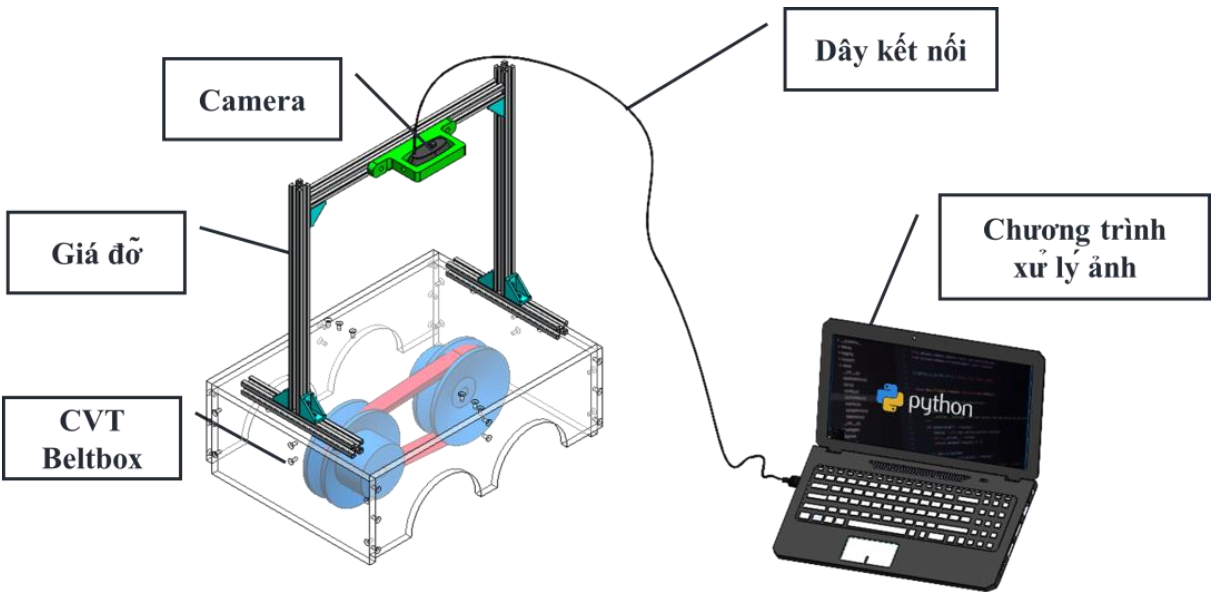 Camera
Dây kết nối
Giá đỡ
Chương trình
xử lý ảnh
CVT
Beltbox
python